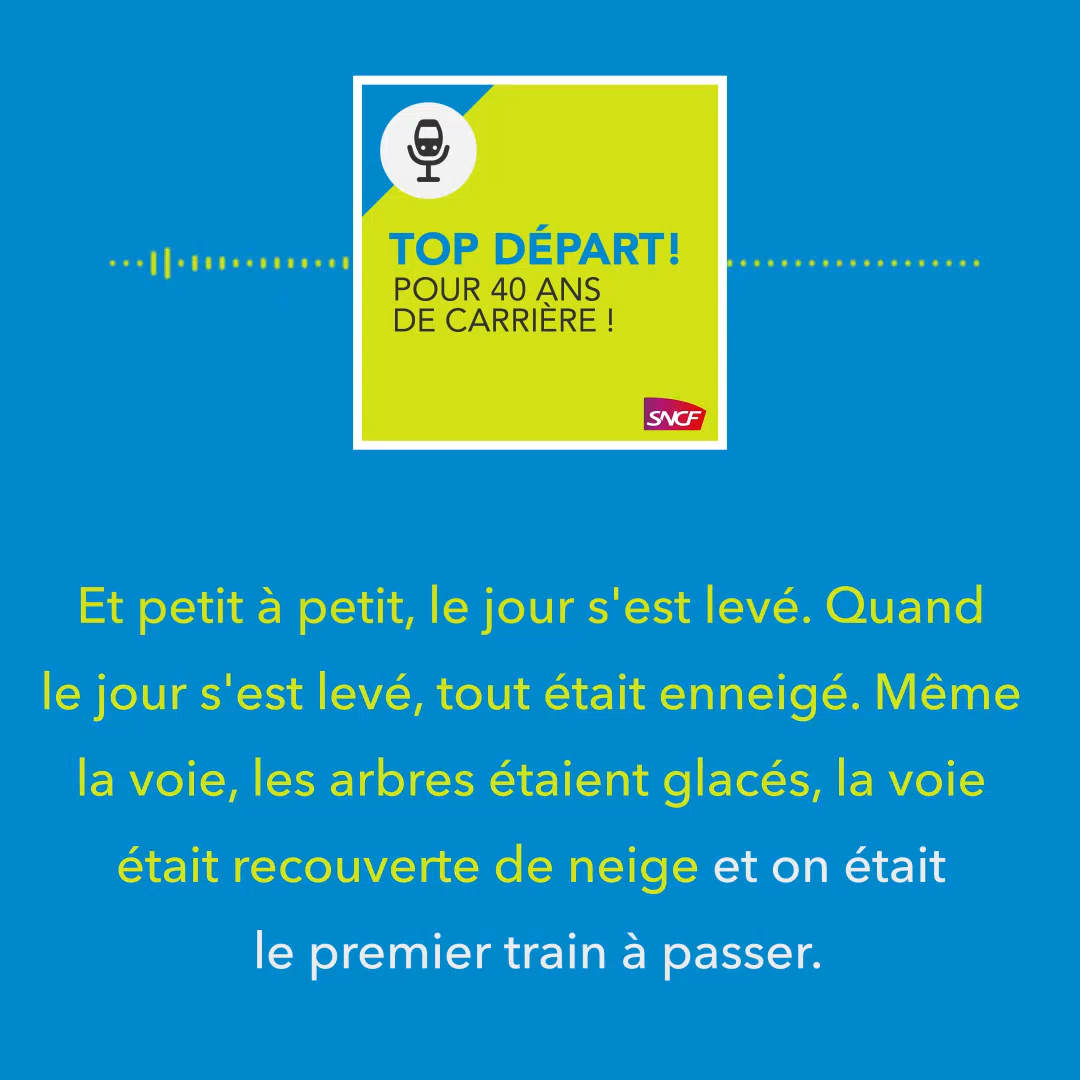 TOP DÉPART!
POUR 40 ANS
DE CARRIÈRE !
SNCF
Et petit à petit, le jour s'est levé. Quand
le jour s'est levé, tout était enneigé. Même
la voie, les arbres étaient glacés, la voie
était recouverte de neige et on était
le premier train à passer.